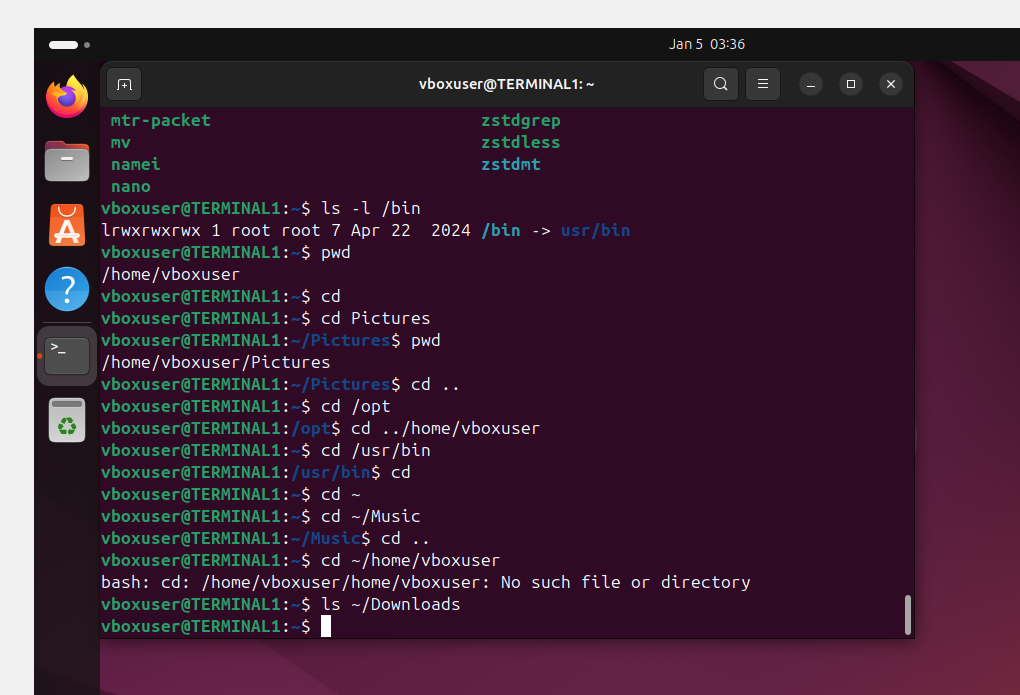 Jan 5 03:36
vboxuser@TERMINAL1: ~
mtr-packet zstdgrep
mv zstdless
namei zstdmt
nano
vboxuser@TERMINAL1:~$ ls -l /bin
lrwxrwxrwx 1 root root 7 Apr 22  2024 /bin -> usr/bin
vboxuser@TERMINAL1:~$ pwd
/home/vboxuser
vboxuser@TERMINAL1:~$ cd
vboxuser@TERMINAL1:~$ cd Pictures
vboxuser@TERMINAL1:~/Pictures$ pwd
/home/vboxuser/Pictures
vboxuser@TERMINAL1:~/Pictures$ cd ..
vboxuser@TERMINAL1:~$ cd /opt
vboxuser@TERMINAL1:/opt$ cd ../home/vboxuser
vboxuser@TERMINAL1:~$ cd /usr/bin
vboxuser@TERMINAL1:/usr/bin$ cd
vboxuser@TERMINAL1:~$ cd ~
vboxuser@TERMINAL1:~$ cd ~/Music
vboxuser@TERMINAL1:~/Music$ cd ..
vboxuser@TERMINAL1:~$ cd ~/home/vboxuser
bash: cd: /home/vboxuser/home/vboxuser: No such file or directory
vboxuser@TERMINAL1:~$ ls ~/Downloads
vboxuser@TERMINAL1:~$